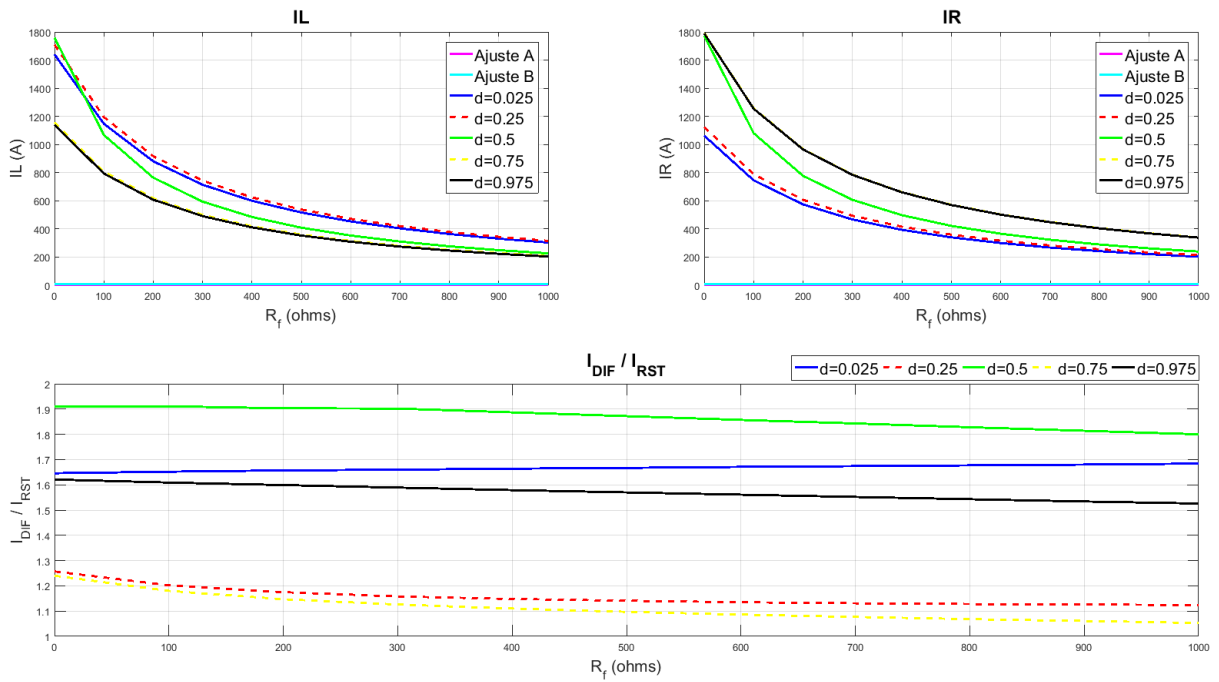 IL
1800
1600
1400
1200
1000
800
600
400
200
0
IL (A)
0 100 200 300 400 500 600 700 800 900 1000
R_f (ohms)
Ajuste A
Ajuste B
d=0.025
d=0.25
d=0.5
d=0.75
d=0.975
IR
1800
1600
1400
1200
1000
800
600
400
200
0
IR (A)
0 100 200 300 400 500 600 700 800 900 1000
R_f (ohms)
Ajuste A
Ajuste B
d=0.025
d=0.25
d=0.5
d=0.75
d=0.975
I_DIF / I_RST
d=0.025 d=0.25 d=0.5 d=0.75 d=0.975
2
1.9
1.8
1.7
1.6
1.5
1.4
1.3
1.2
1.1
1
I_DIF / I_RST
0 100 200 300 400 500 600 700 800 900 1000
R_f (ohms)